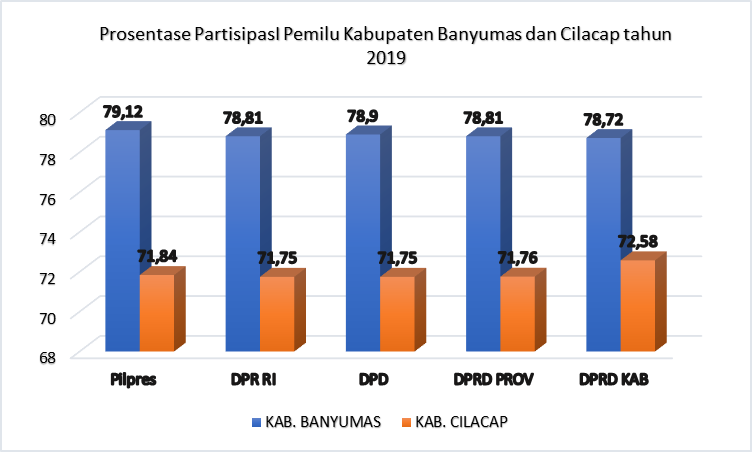 Prosentase PartisipasI Pemilu Kabupaten Banyumas dan Cilacap tahun
2019
80
78
76
74
72
70
68
79,12
78,81
78,9
78,81
78,72
71,84
71,75
71,75
71,76
72,58
Pilpres
DPR RI
DPD
DPRD PROV
DPRD KAB
KAB. BANYUMAS
KAB. CILACAP